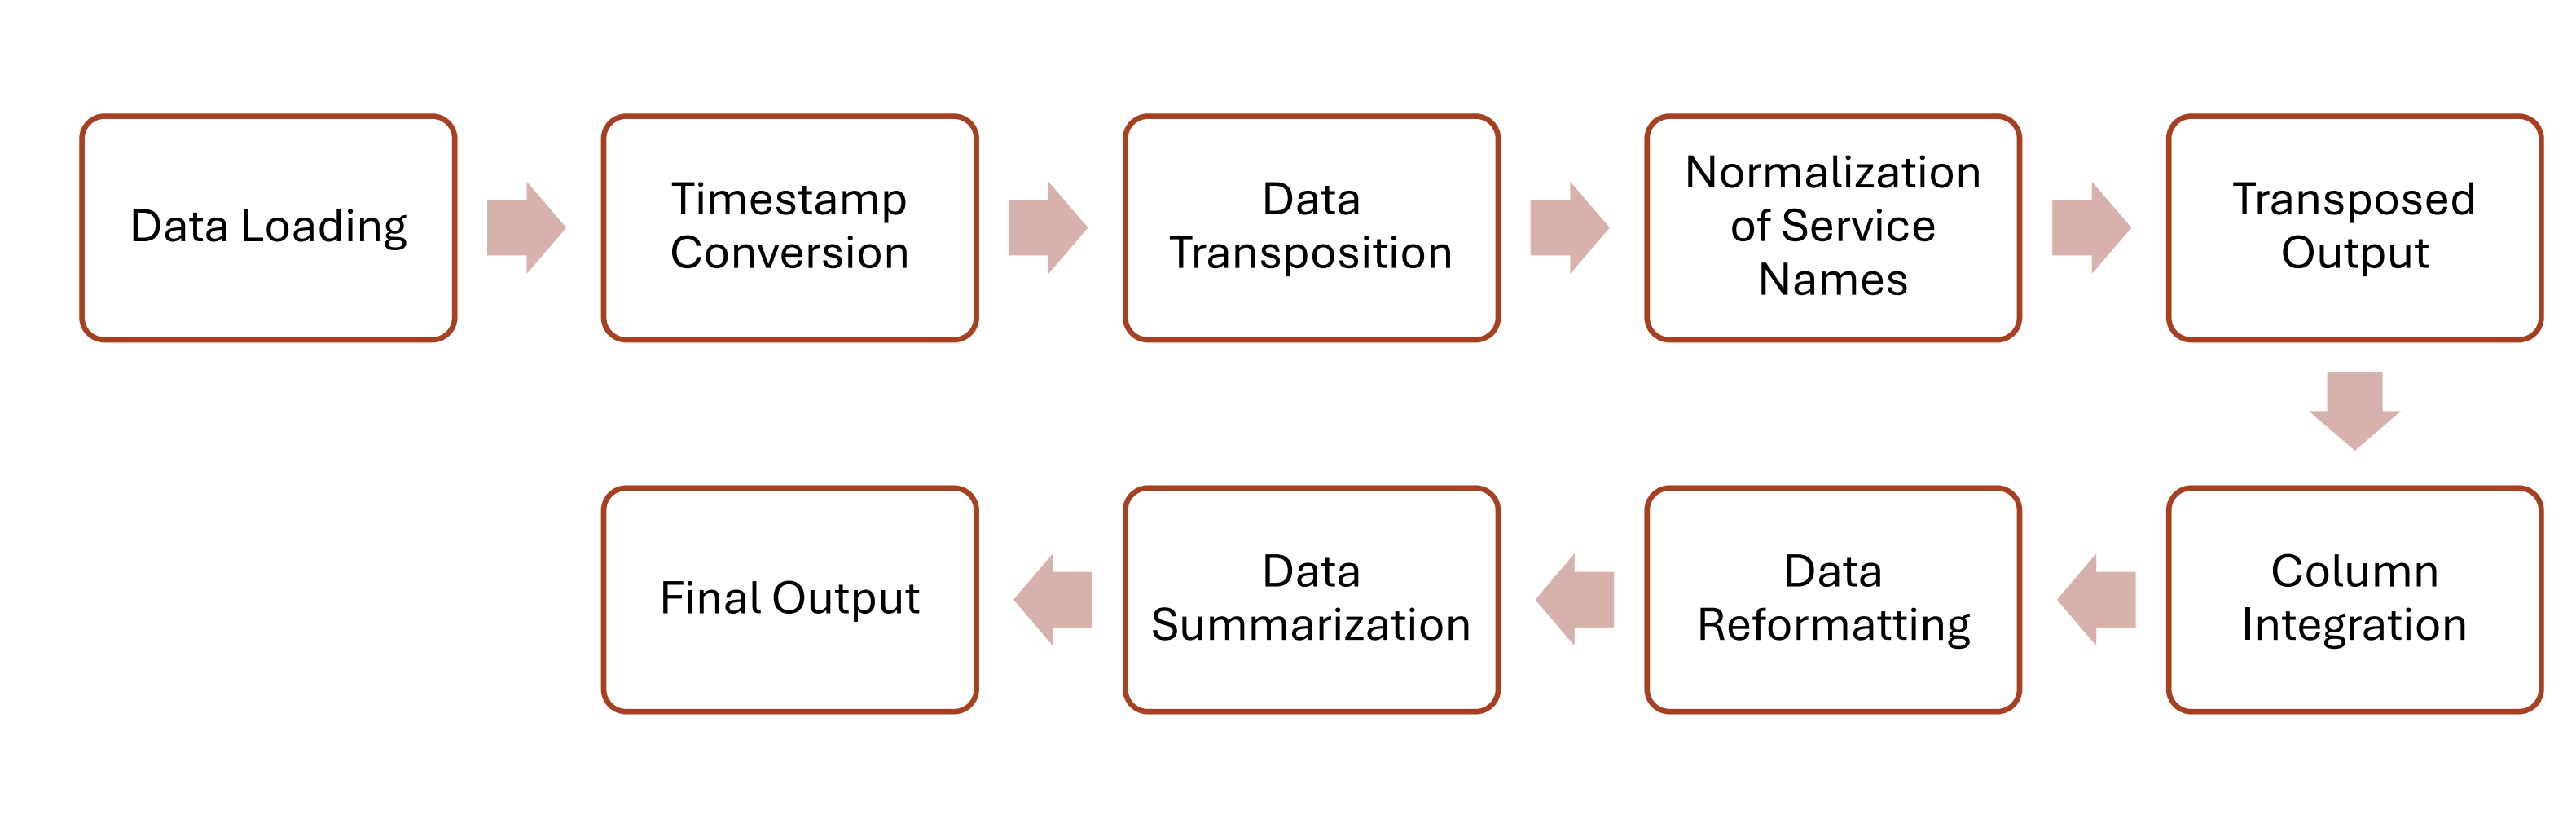 Data Loading
Timestamp
Conversion
Data
Transposition
Normalization
of Service
Names
Transposed
Output
Column
Integration
Data
Reformatting
Data
Summarization
Final Output